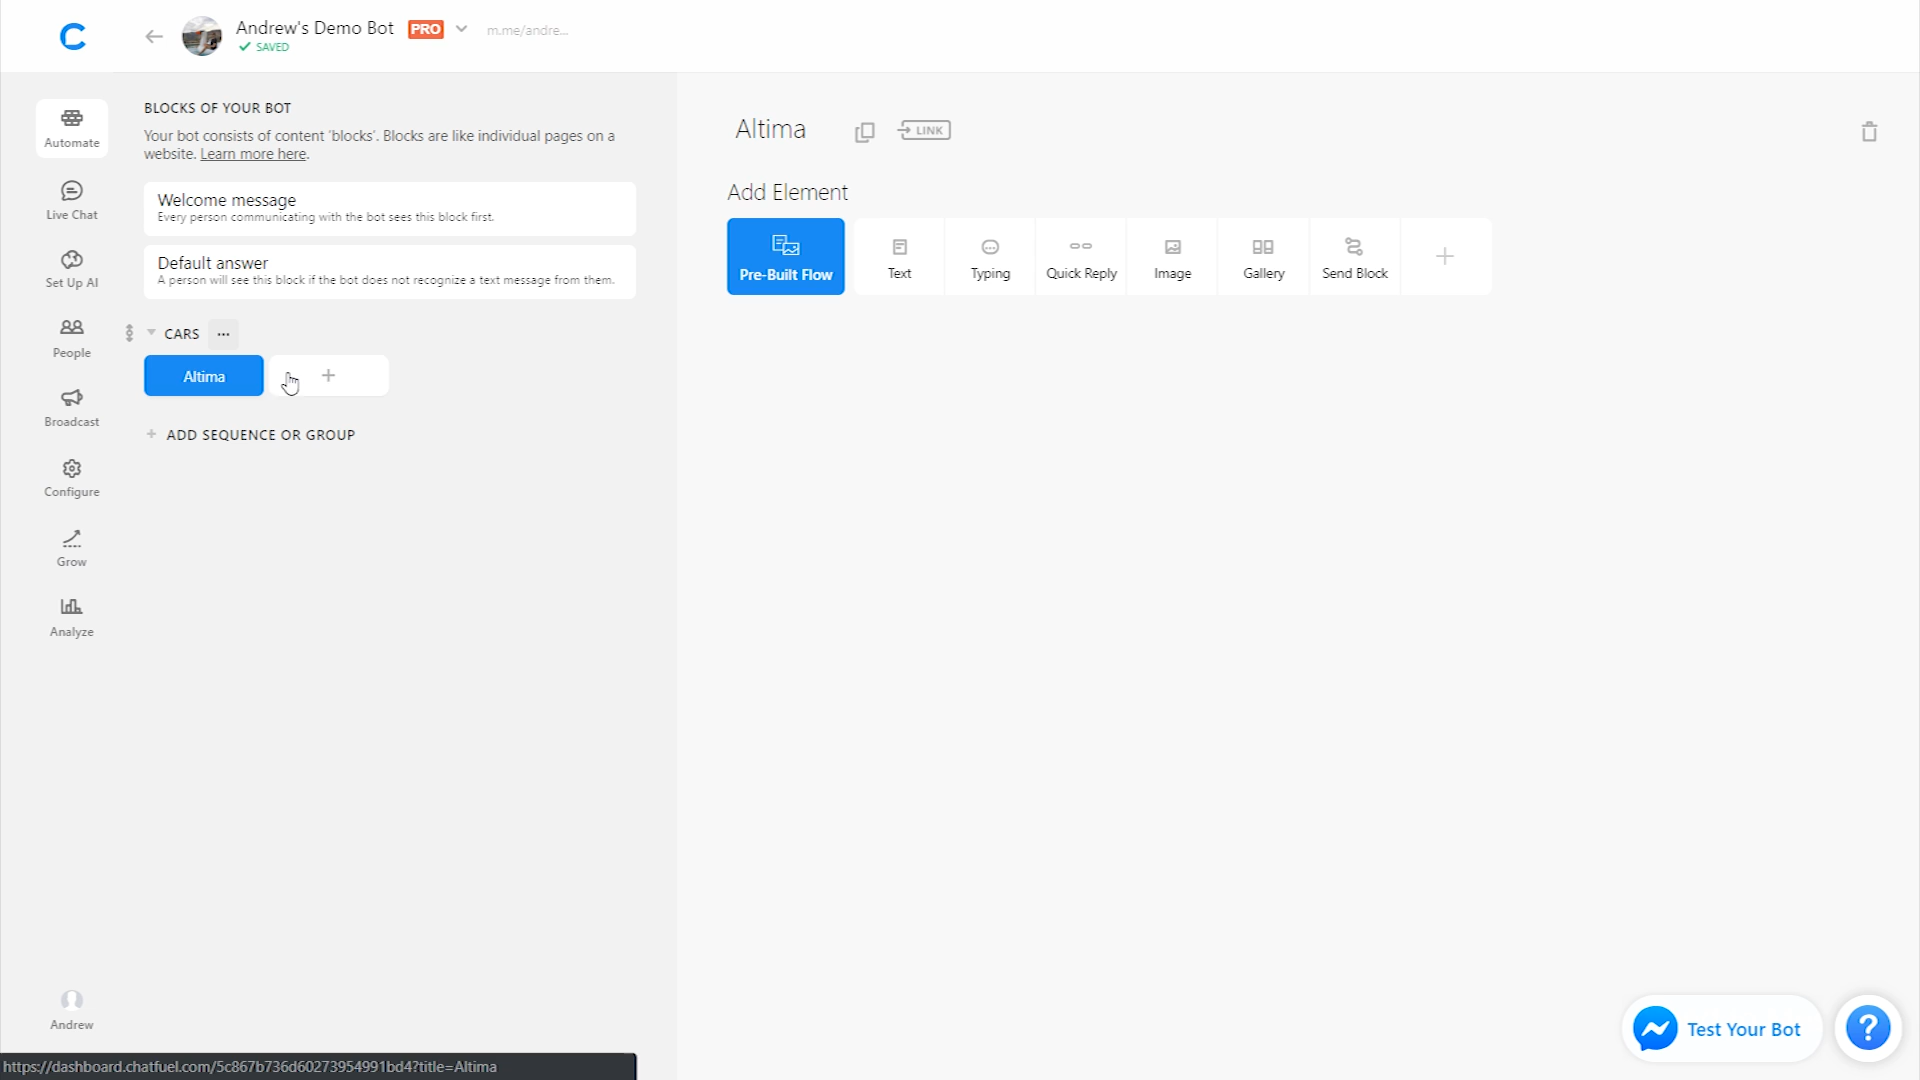 Andrew's Demo Bot PRO m.me/andre...
SAVED
Automate
Live Chat
Set Up AI
People
Broadcast
Configure
Grow
Analyze
Andrew
BLOCKS OF YOUR BOT
Your bot consists of content 'blocks'. Blocks are like individual pages on a
website. Learn more here.
Welcome message
Every person communicating with the bot sees this block first.
Default answer
A person will see this block if the bot does not recognize a text message from them.
CARS ...
Altima +
+ ADD SEQUENCE OR GROUP
Altima LINK
Add Element
Pre-Built Flow Text Typing Quick Reply Image Gallery Send Block +
Test Your Bot ?
https://dashboard.chatfuel.com/5c867b736d60273954991bd4?title=Altima